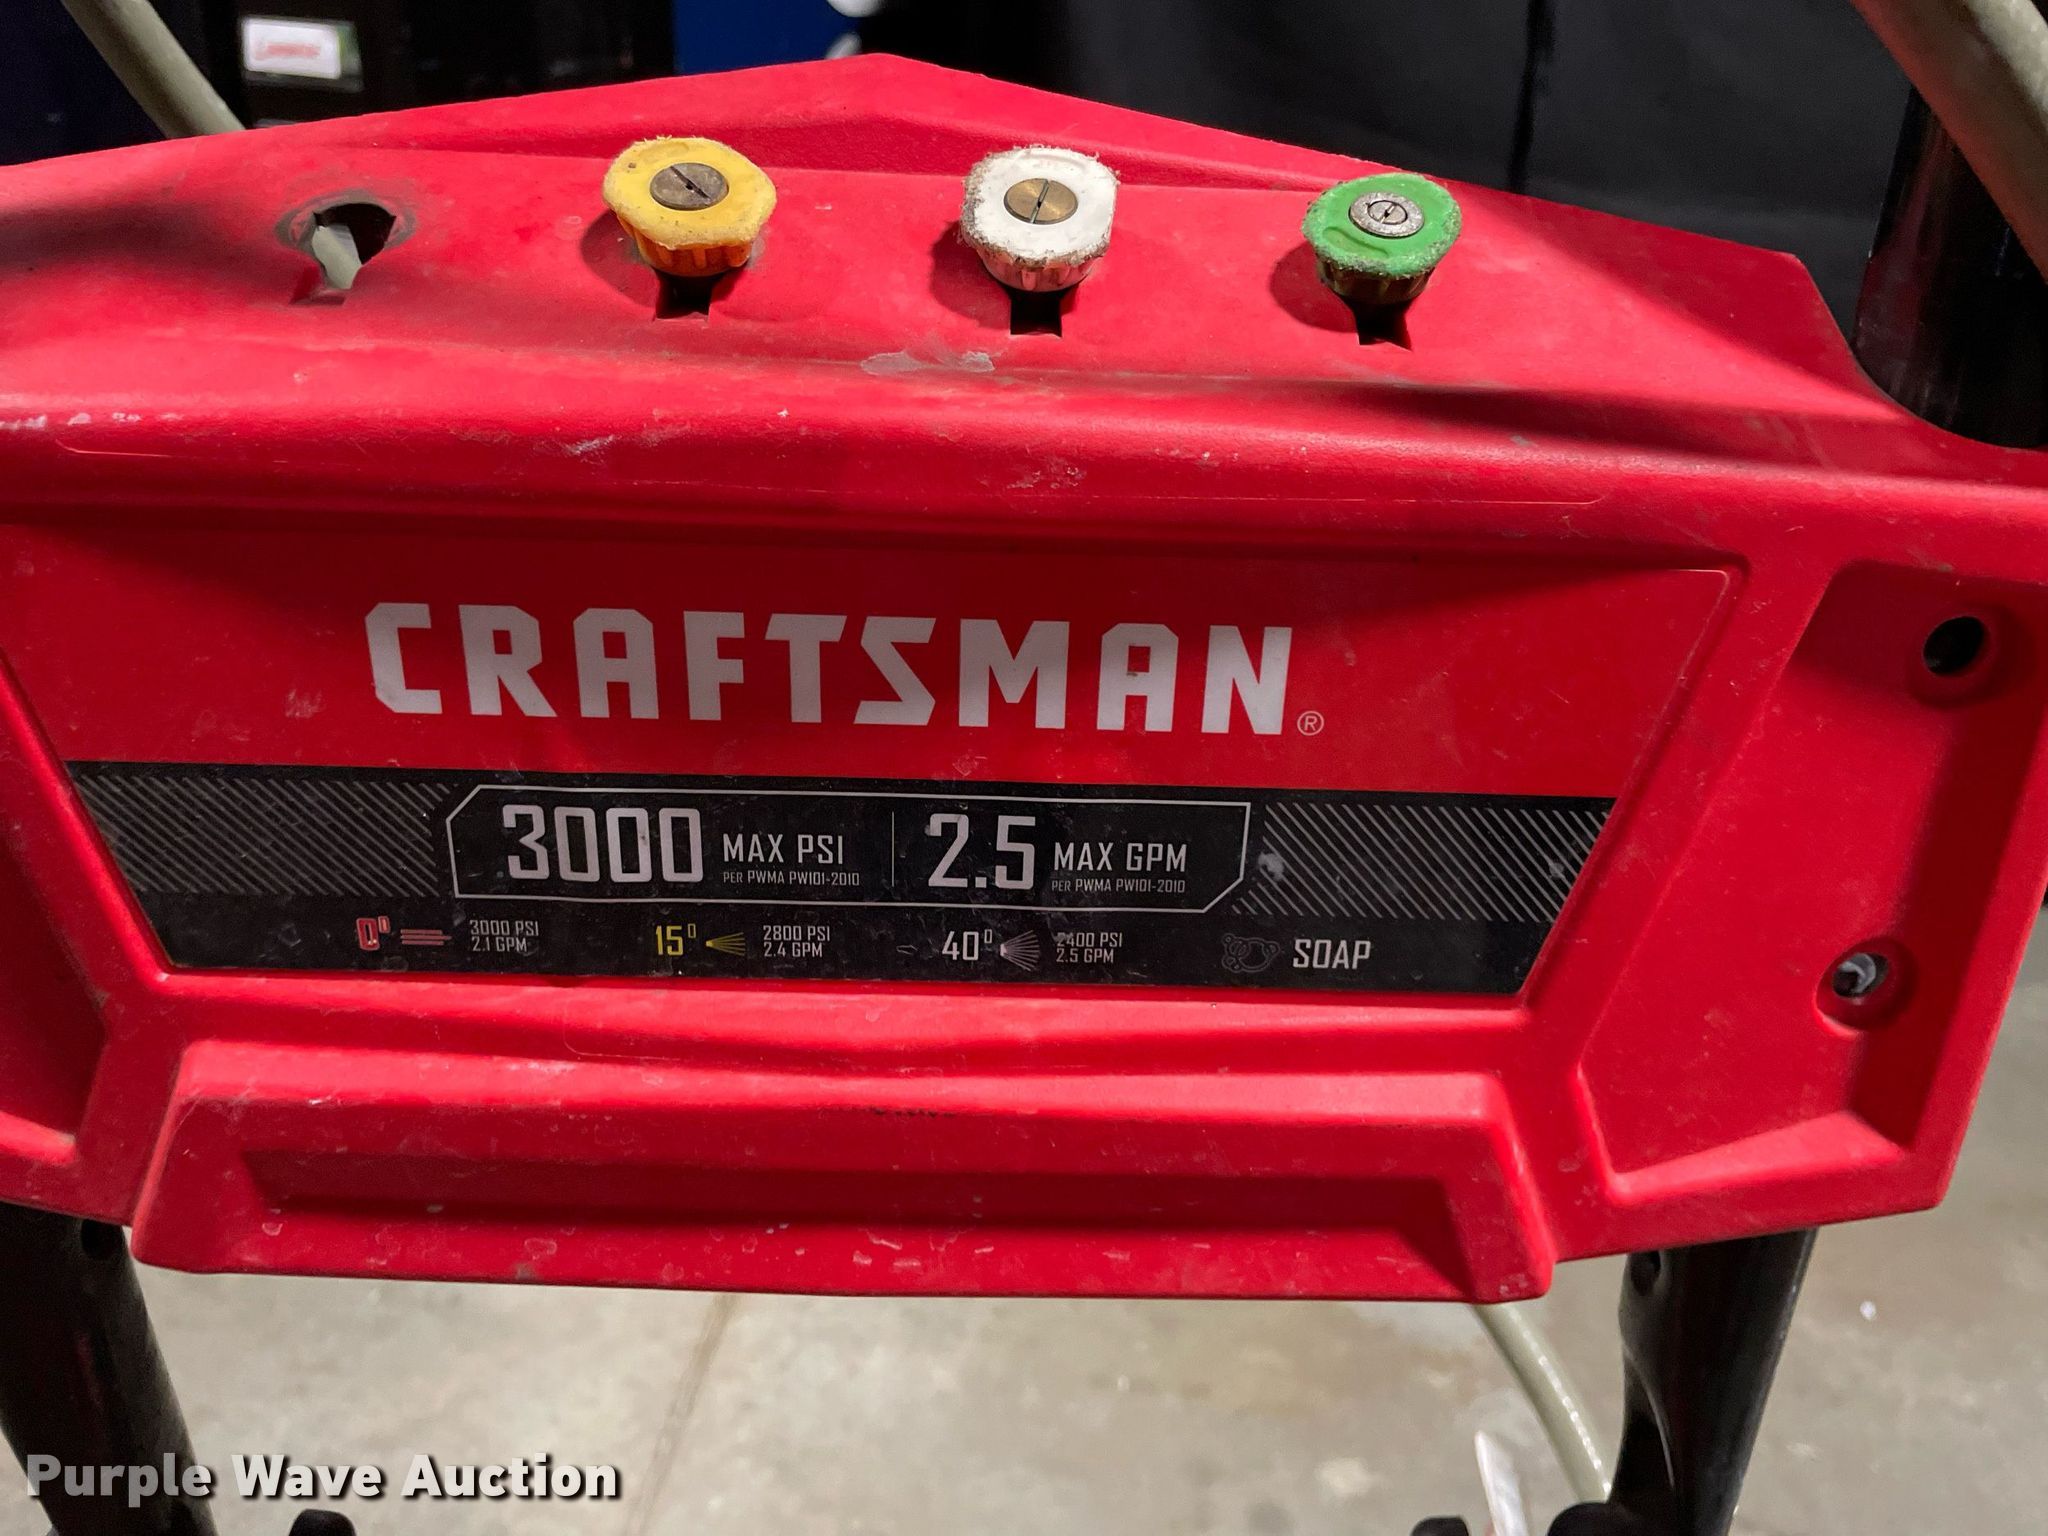 CRAFTSMAN®
3000 MAX PSI PER PWMA PW101-2010 2.5 MAX GPM PER PWMA PW101-2010
0° 3000 PSI 2.1 GPM 15° 2800 PSI 2.4 GPM 40° 2400 PSI 2.5 GPM SOAP
Purple Wave Auction